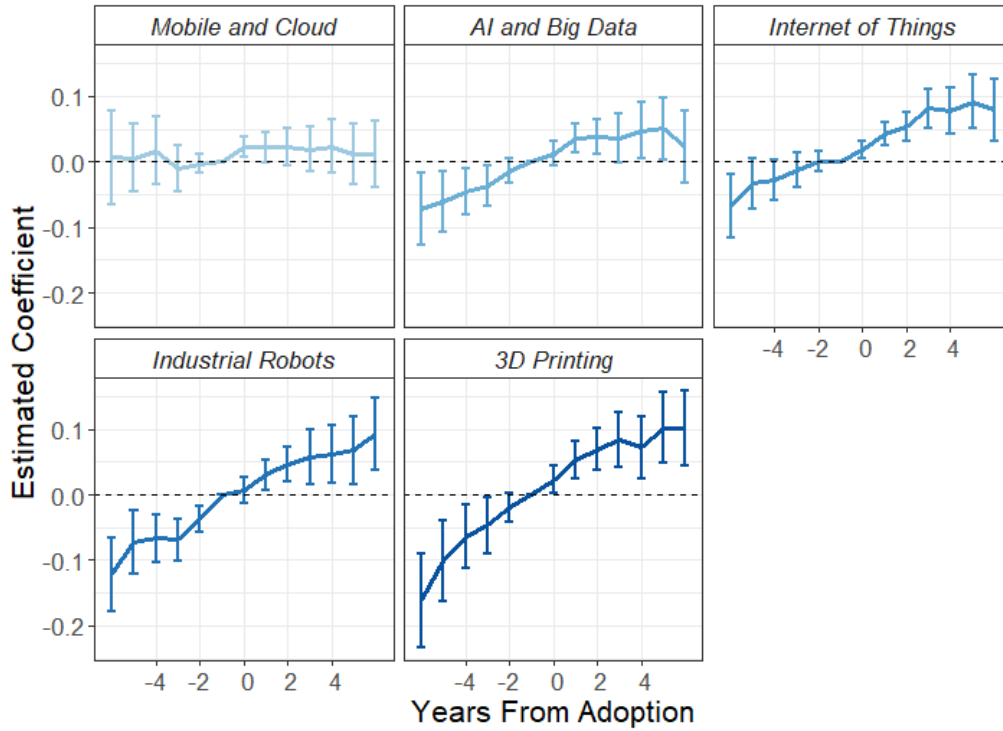 Mobile and Cloud
AI and Big Data
Internet of Things
0.1
0.0
-0.1
-0.2
-4 -2 0 2 4
Industrial Robots
3D Printing
0.1
0.0
-0.1
-0.2
-4 -2 0 2 4
-4 -2 0 2 4
Estimated Coefficient
Years From Adoption